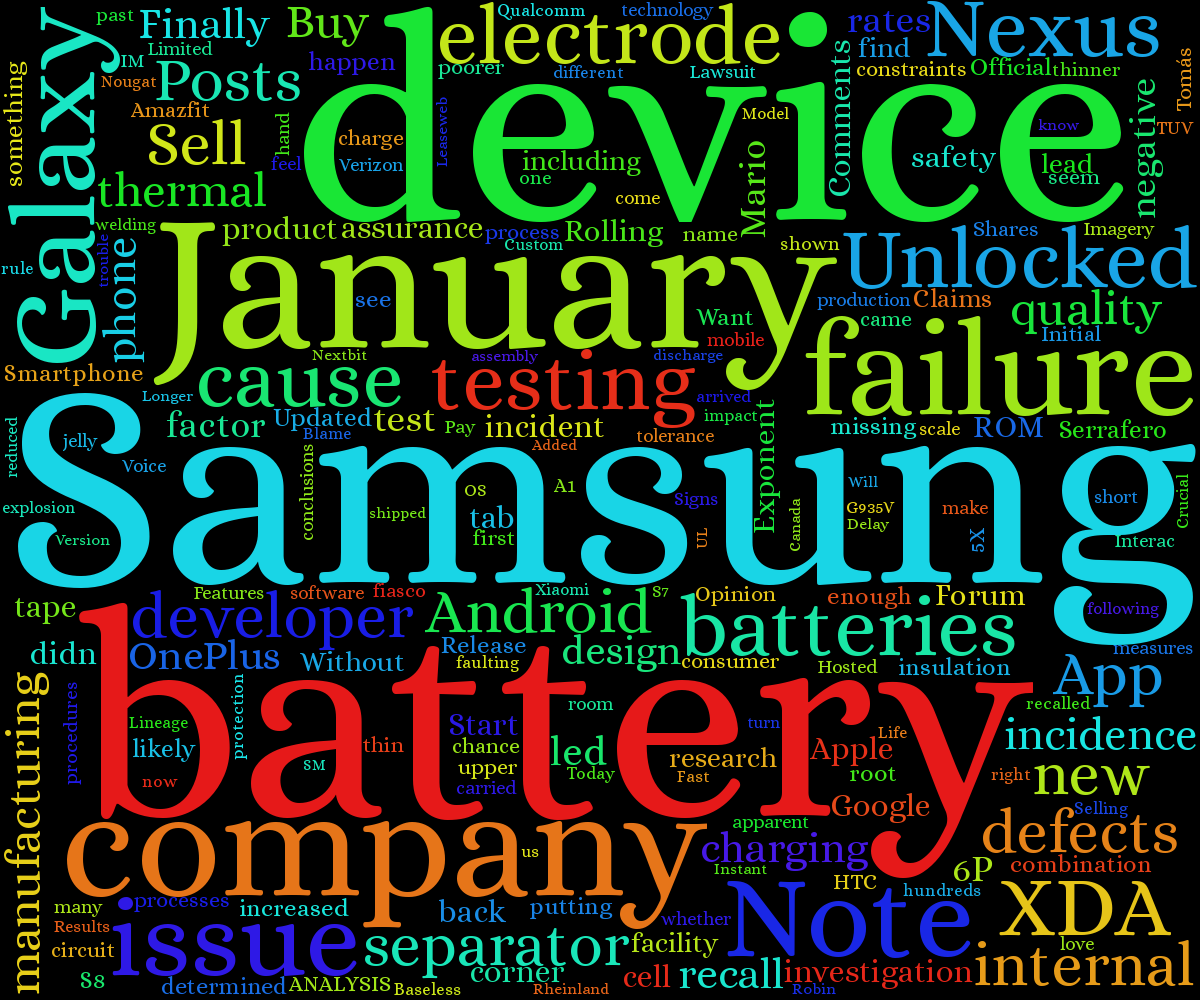 past
Finally
Buy
Qualcomm
technology
rates
Nexus
Limited
IM
happen
electrode
find
Galaxy
something
Nougat
Posts
poorer
different
Lawsuit
constraints
Official
thinner
Tomás
Amazfit
hand
device
Leaseweb
Model
Comments
know
negative
TUV
Sell
charge
including
safety
lead
feel
Verizon
one
seem
thermal
come
Mario
welding
product
assurance
process
Rolling
name
shown
Shares
Imagery
Custom
rule
trouble
phone
January
Unlocked
see
production
Claims
quality
Want
came
Initial
mobile
failure
Nextbit
assembly
discharge
Smartphone
cause
testing
Longer
arrived
factor
Updated
test
Pay
incident
impact
missing
scale
ROM
Serrafero
Blame
Added
tolerance
reduced
jelly
Voice
conclusions
Samsung
Exponent
OS
A1
Signs
Will
short
Crucial
explosion
shipped
tab
Canada
G935V
make
first
UL
Delay
5X
Version
Interac
Features
software
fiasco
Xiaomi
S7
Opinion
enough
Forum
tape
developer
Android
batteries
following
didn
OnePlus
Without
Release
design
consumer
measures
faulting
Hosted
insulation
App
manufacturing
procedures
protection
battery
recalled
room
Lineage
Start
turn
Life
incidence
likely
thin
chance
led
research
Apple
SM
upper
Today
Fast
root
right
new
now
carried
Google
Selling
company
apparent
defects
us
charging
Instant
6P
combination
HTC
hundreds
many
processes
increased
back
putting
whether
Note
XDA
Results
issue
separator
facility
love
circuit
corner
internal
S8
cell
recall
investigation
determined
ANALYSIS
Baseless
Rheinland
Robin